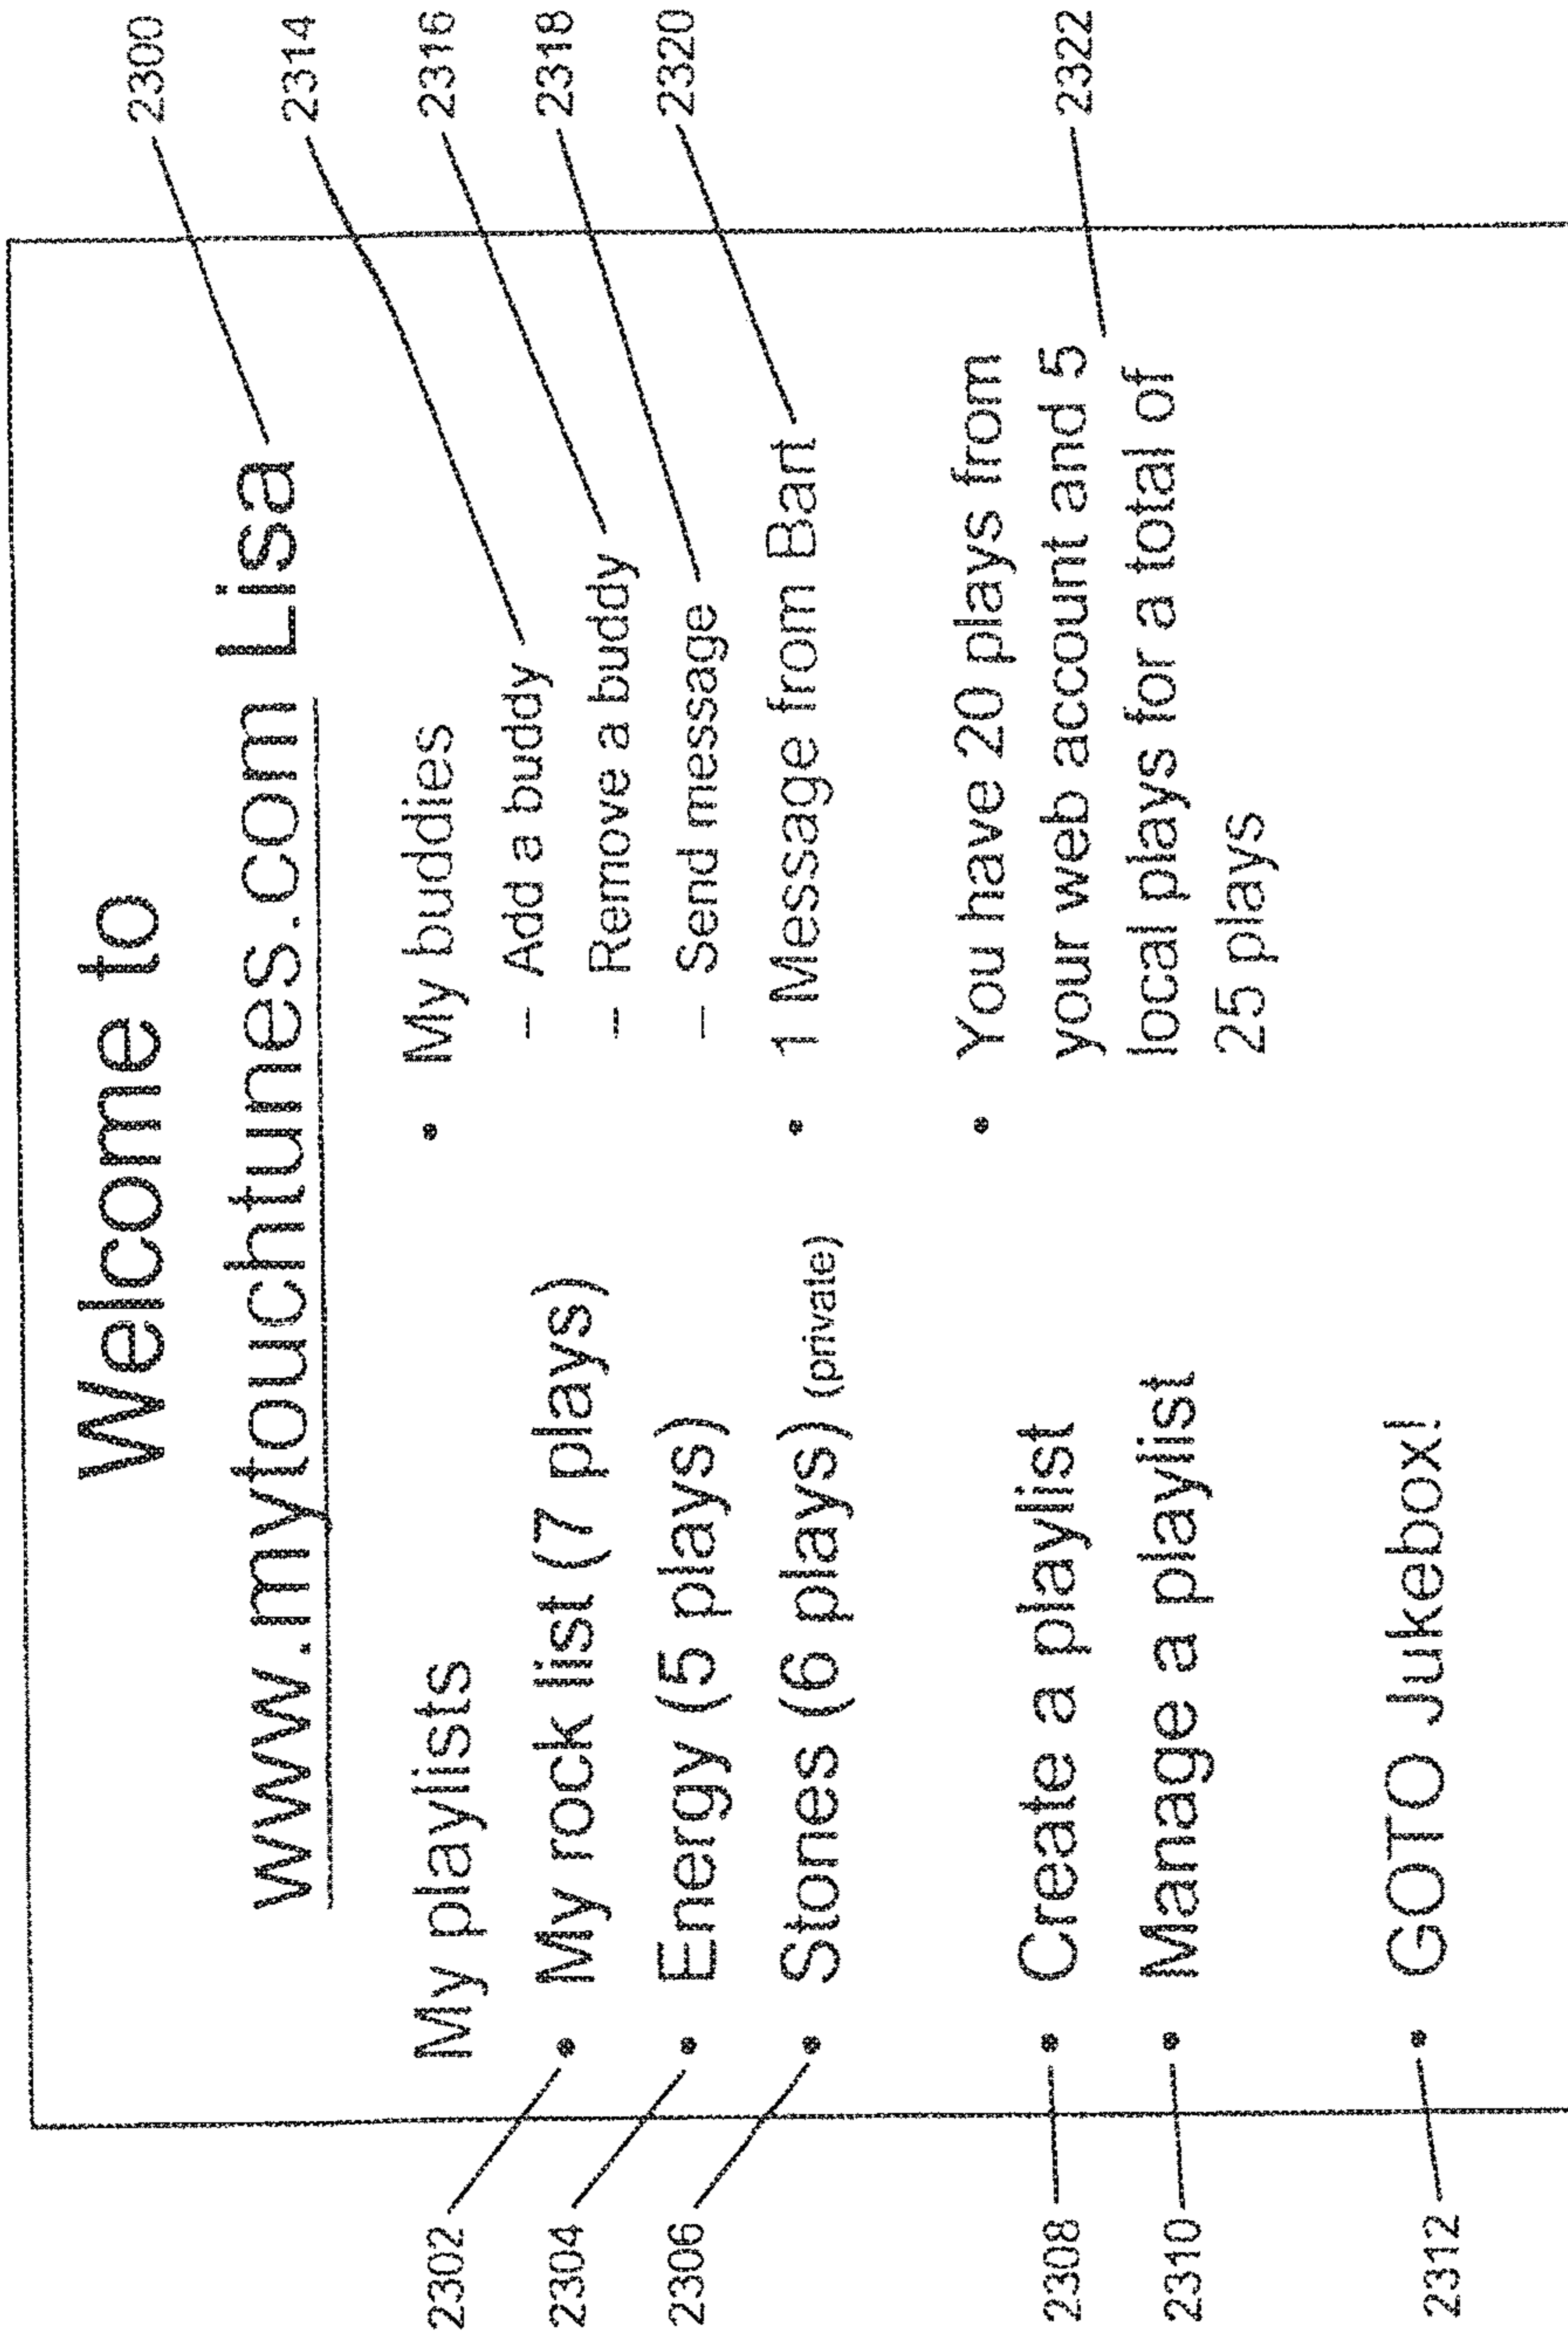 Welcome to
www.mytouchtunes.com Lisa
2300
My playlists
2302
• My rock list (7 plays)
2304
• Energy (5 plays)
2306
• Stones (6 plays) (private)
2308
• Create a playlist
2310
• Manage a playlist
2312
• GOTO Jukebox!
• My buddies
– Add a buddy
2314
– Remove a buddy
2316
– Send message
2318
• 1 Message from Bart
2320
• You have 20 plays from
your web account and 5
local plays for a total of
25 plays
2322